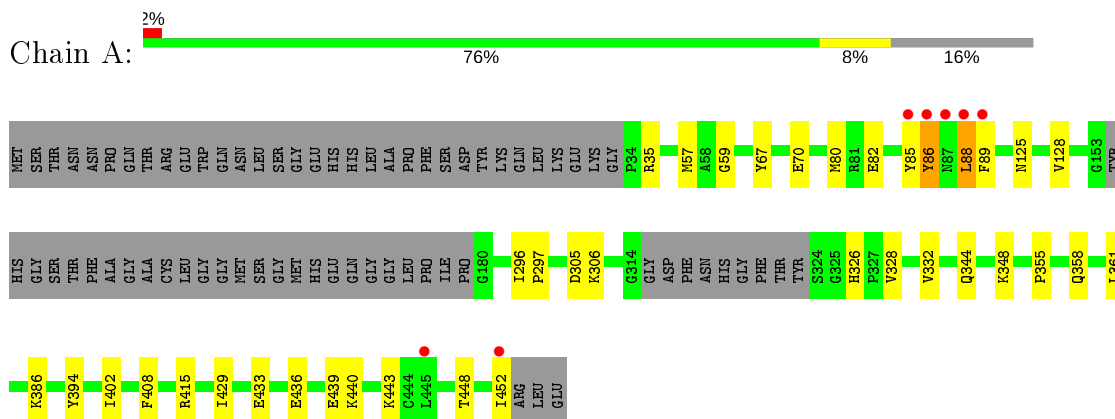 2%
Chain A:
76% 8% 16%
MET SER THR ASN ASN PRO GLN THR ARG GLU TRP GLN ASN LEU SER GLY GLU HIS HIS LEU ALA PRO PHE SER ASP TYR LYS GLN LEU LYS GLU LYS GLY P34 R35 M57 A58 G59 Y67 E70 M80 R81 E82 Y85 Y86 N87 L88 F89 N125 V128 G153 TYR
HIS GLY SER THR PHE ALA GLY ALA CYS LEU GLY GLY MET SER GLY MET HIS GLU GLN GLY GLY LEU PRO ILE PRO G180 I296 P297 D305 K306 G314 GLY ASP PHE ASN HIS GLY PHE THR TYR S324 G325 H326 P327 V328 V332 Q344 K348 P355 Q358 L361
K386 Y394 I402 F408 R415 I429 E433 E436 E439 K440 K443 C444 L445 T448 I452 ARG LEU GLU